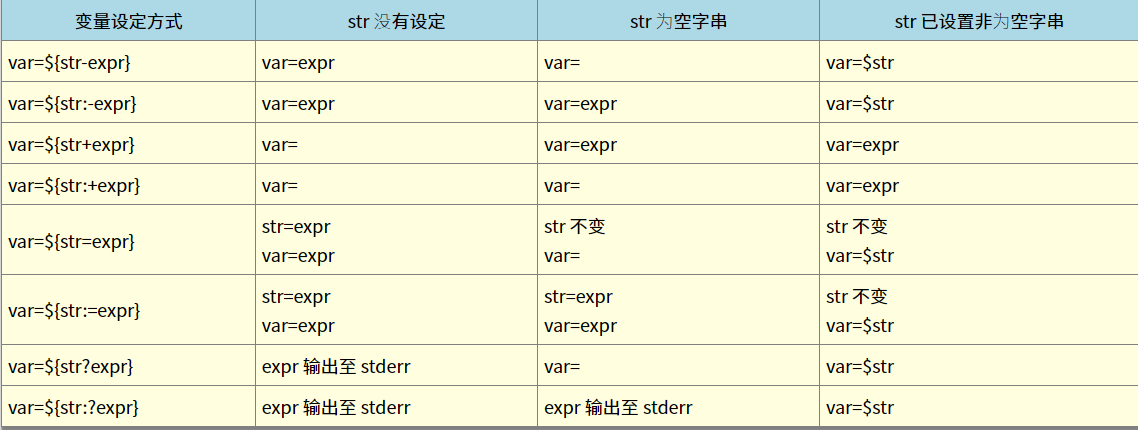 变量设定方式 str 没有设定 str 为空字串 str 已设置非为空字串
var=${str-expr} var=expr var= var=$str
var=${str:-expr} var=expr var=expr var=$str
var=${str+expr} var= var=expr var=expr
var=${str:+expr} var= var= var=expr
var=${str=expr} str=expr str 不变 str 不变
var=expr var= var=$str
var=${str:=expr} str=expr str=expr str 不变
var=expr var=expr var=$str
var=${str?expr} expr 输出至 stderr var= var=$str
var=${str:?expr} expr 输出至 stderr expr 输出至 stderr var=$str